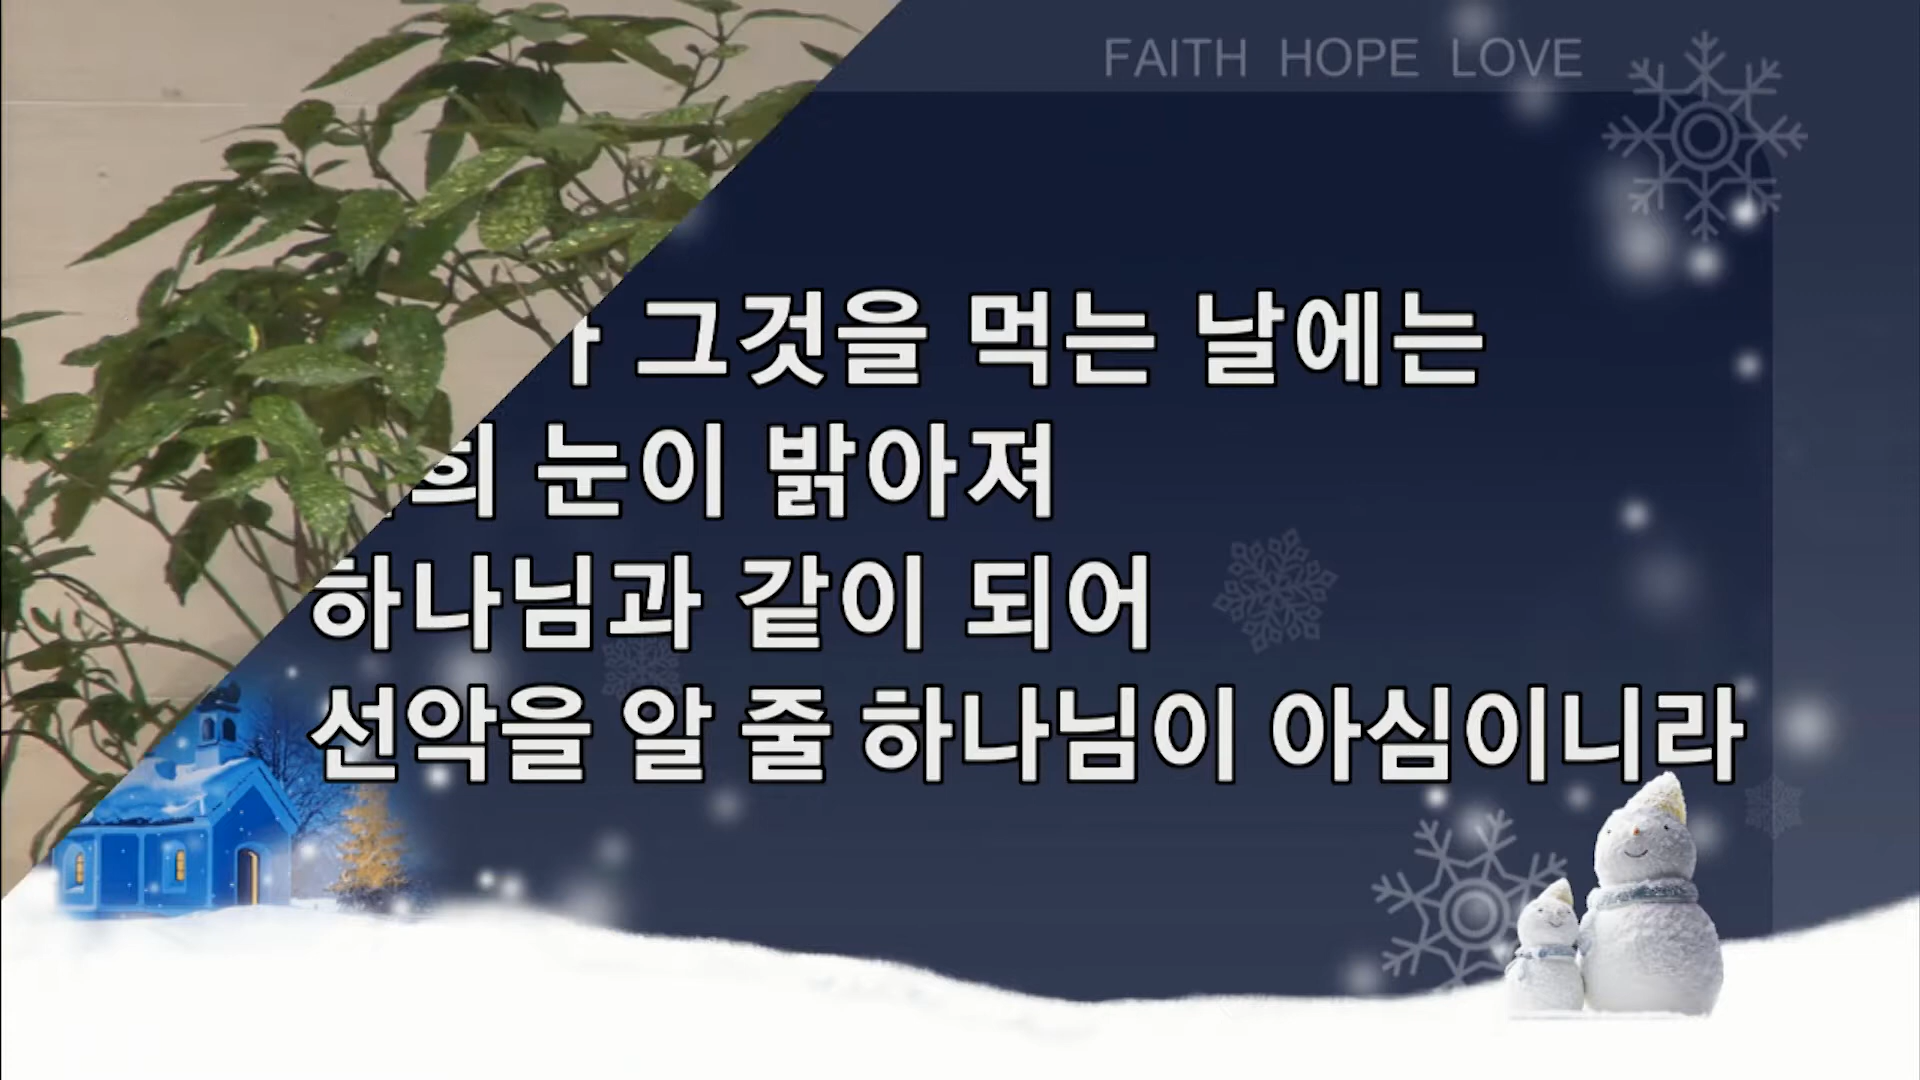 FAITH HOPE LOVE
그것을 먹는 날에는
눈이 밝아져
하나님과 같이 되어
선악을 알 줄 하나님이 아심이니라